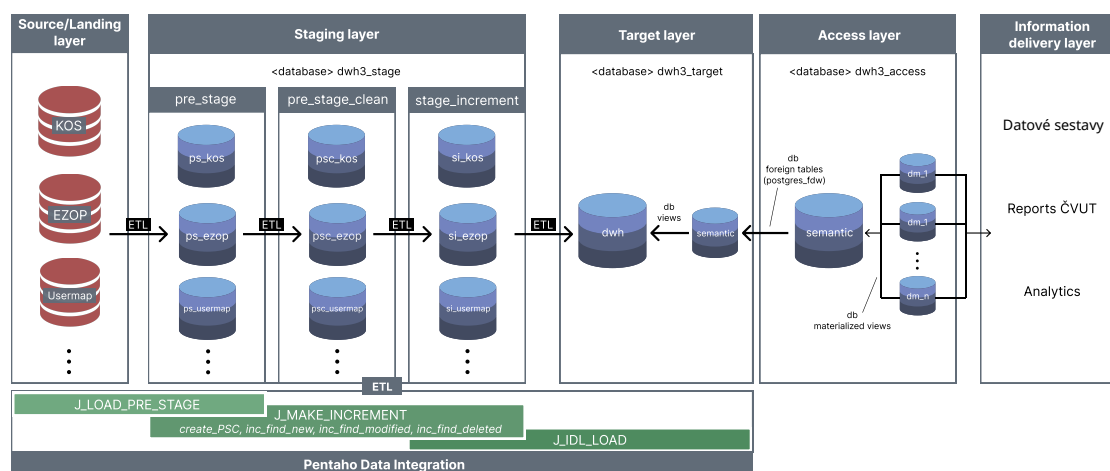 Source/Landing
layer
Staging layer
Target layer
Access layer
Information
delivery layer
<database> dwh3_stage
<database> dwh3_target
<database> dwh3_access
pre_stage
pre_stage_clean
stage_increment
KOS
EZOP
Usermap
ETL
ps_kos
ps_ezop
ps_usermap
ETL
psc_kos
psc_ezop
psc_usermap
ETL
si_kos
si_ezop
si_usermap
ETL
dwh
db
views
semantic
db
foreign tables
(postgres_fdw)
semantic
dm_1
dm_1
dm_n
db
materialized views
Datové sestavy
Reports ČVUT
Analytics
ETL
J_LOAD_PRE_STAGE
J_MAKE_INCREMENT
create_PSC, inc_find_new, inc_find_modified, inc_find_deleted
J_IDL_LOAD
Pentaho Data Integration